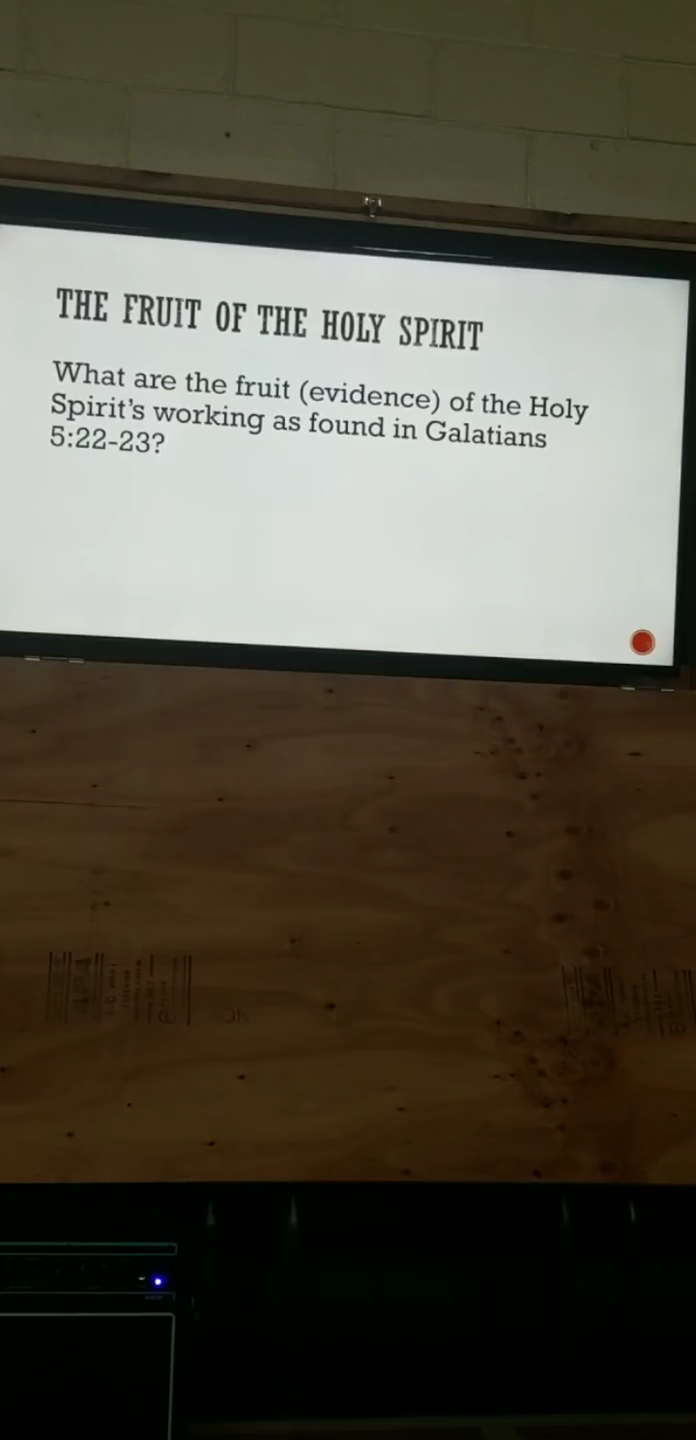 THE FRUIT OF THE HOLY SPIRIT
What are the fruit (evidence) of the Holy
Spirit's working as found in Galatians
5:22-23?